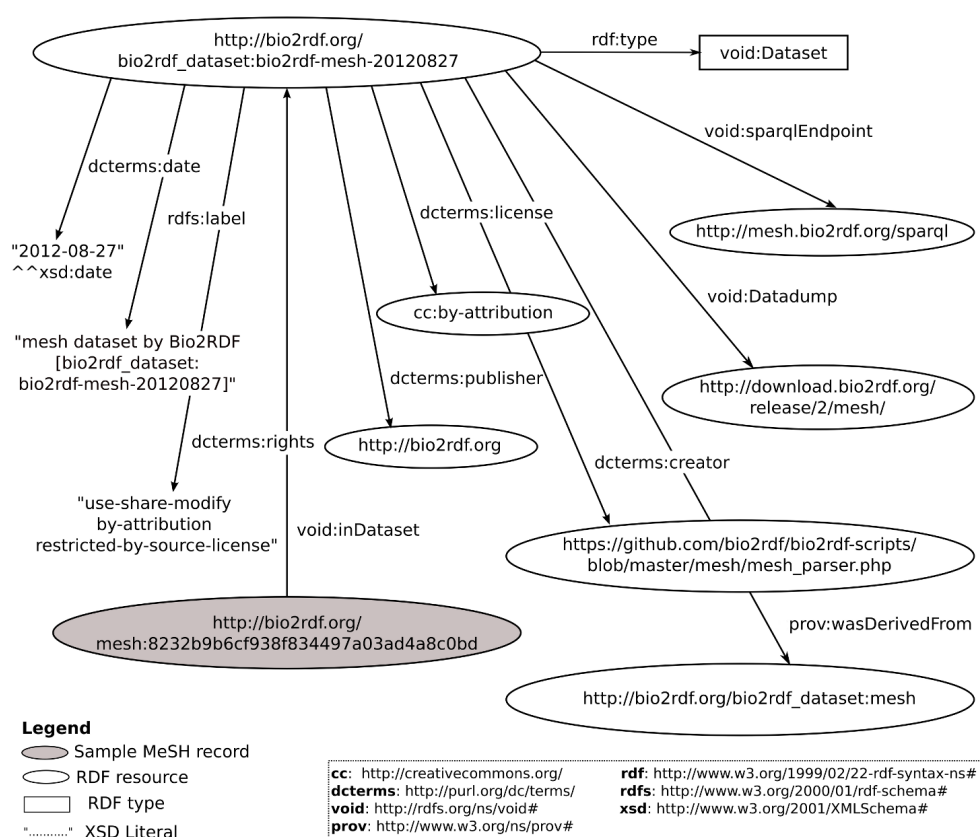 http://bio2rdf.org/
bio2rdf_dataset:bio2rdf-mesh-20120827
rdf:type
void:Dataset
void:sparqlEndpoint
dcterms:date
rdfs:label
dcterms:license
http://mesh.bio2rdf.org/sparql
"2012-08-27"
^^xsd:date
void:Datadump
cc:by-attribution
"mesh dataset by Bio2RDF
[bio2rdf_dataset:
bio2rdf-mesh-20120827]"
dcterms:publisher
http://download.bio2rdf.org/
release/2/mesh/
dcterms:rights
http://bio2rdf.org
dcterms:creator
"use-share-modify
by-attribution
restricted-by-source-license"
void:inDataset
https://github.com/bio2rdf/bio2rdf-scripts/
blob/master/mesh/mesh_parser.php
http://bio2rdf.org/
mesh:8232b9b6cf938f834497a03ad4a8c0bd
prov:wasDerivedFrom
http://bio2rdf.org/bio2rdf_dataset:mesh
Legend
Sample MeSH record
RDF resource
RDF type
"..........." XSD Literal
cc: http://creativecommons.org/
dcterms: http://purl.org/dc/terms/
void: http://rdfs.org/ns/void#
prov: http://www.w3.org/ns/prov#
rdf: http://www.w3.org/1999/02/22-rdf-syntax-ns#
rdfs: http://www.w3.org/2000/01/rdf-schema#
xsd: http://www.w3.org/2001/XMLSchema#